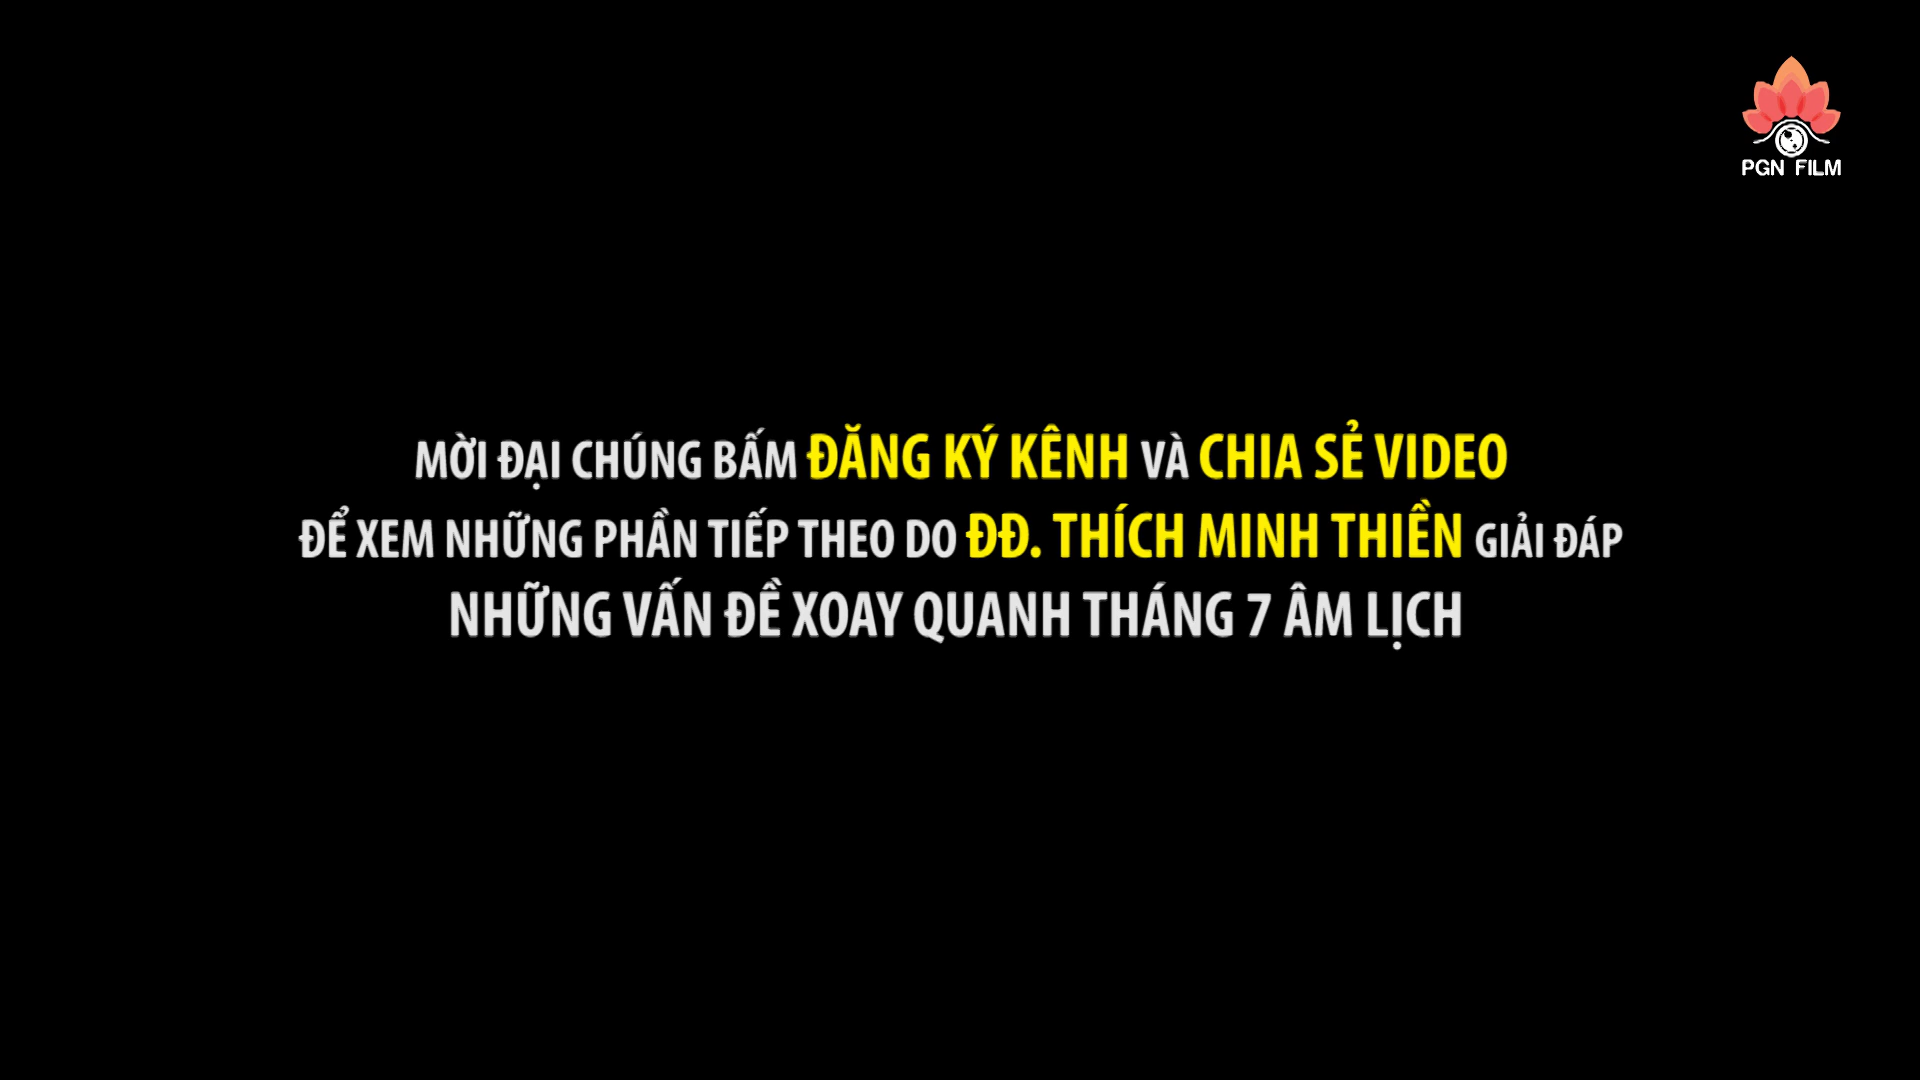 PGN FILM
MỜI ĐẠI CHÚNG BẤM ĐĂNG KÝ KÊNH VÀ CHIA SẺ VIDEO
ĐỂ XEM NHỮNG PHẦN TIẾP THEO DO ĐĐ. THÍCH MINH THIỀN GIẢI ĐÁP
NHỮNG VẤN ĐỀ XOAY QUANH THÁNG 7 ÂM LỊCH